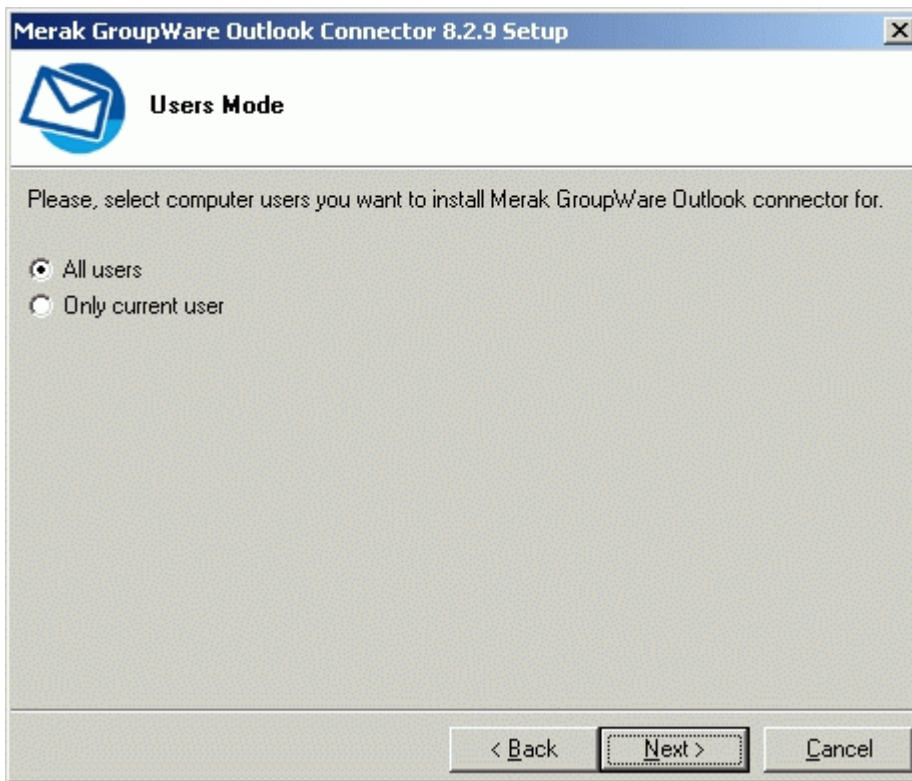 Merak GroupWare Outlook Connector 8.2.9 Setup
Users Mode
Please, select computer users you want to install Merak GroupWare Outlook connector for.
All users
Only current user
< Back Next > Cancel